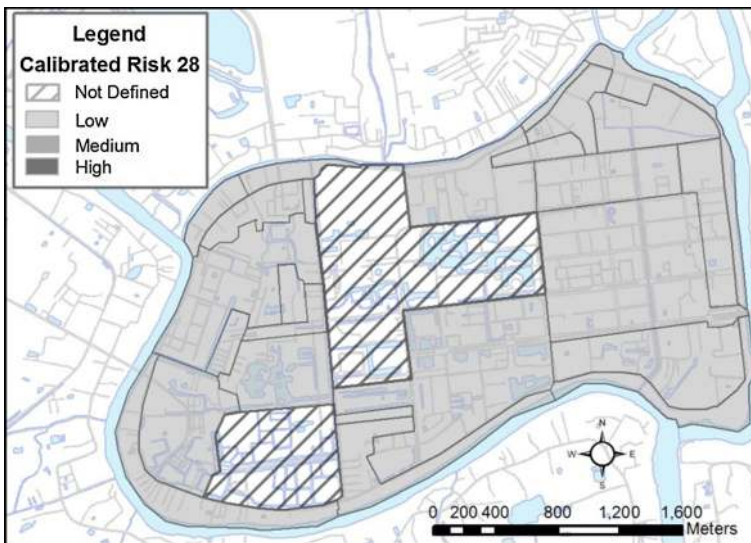 Legend
Calibrated Risk 28
Not Defined
Low
Medium
High
N
W E
S
0 200 400 800 1,200 1,600
Meters